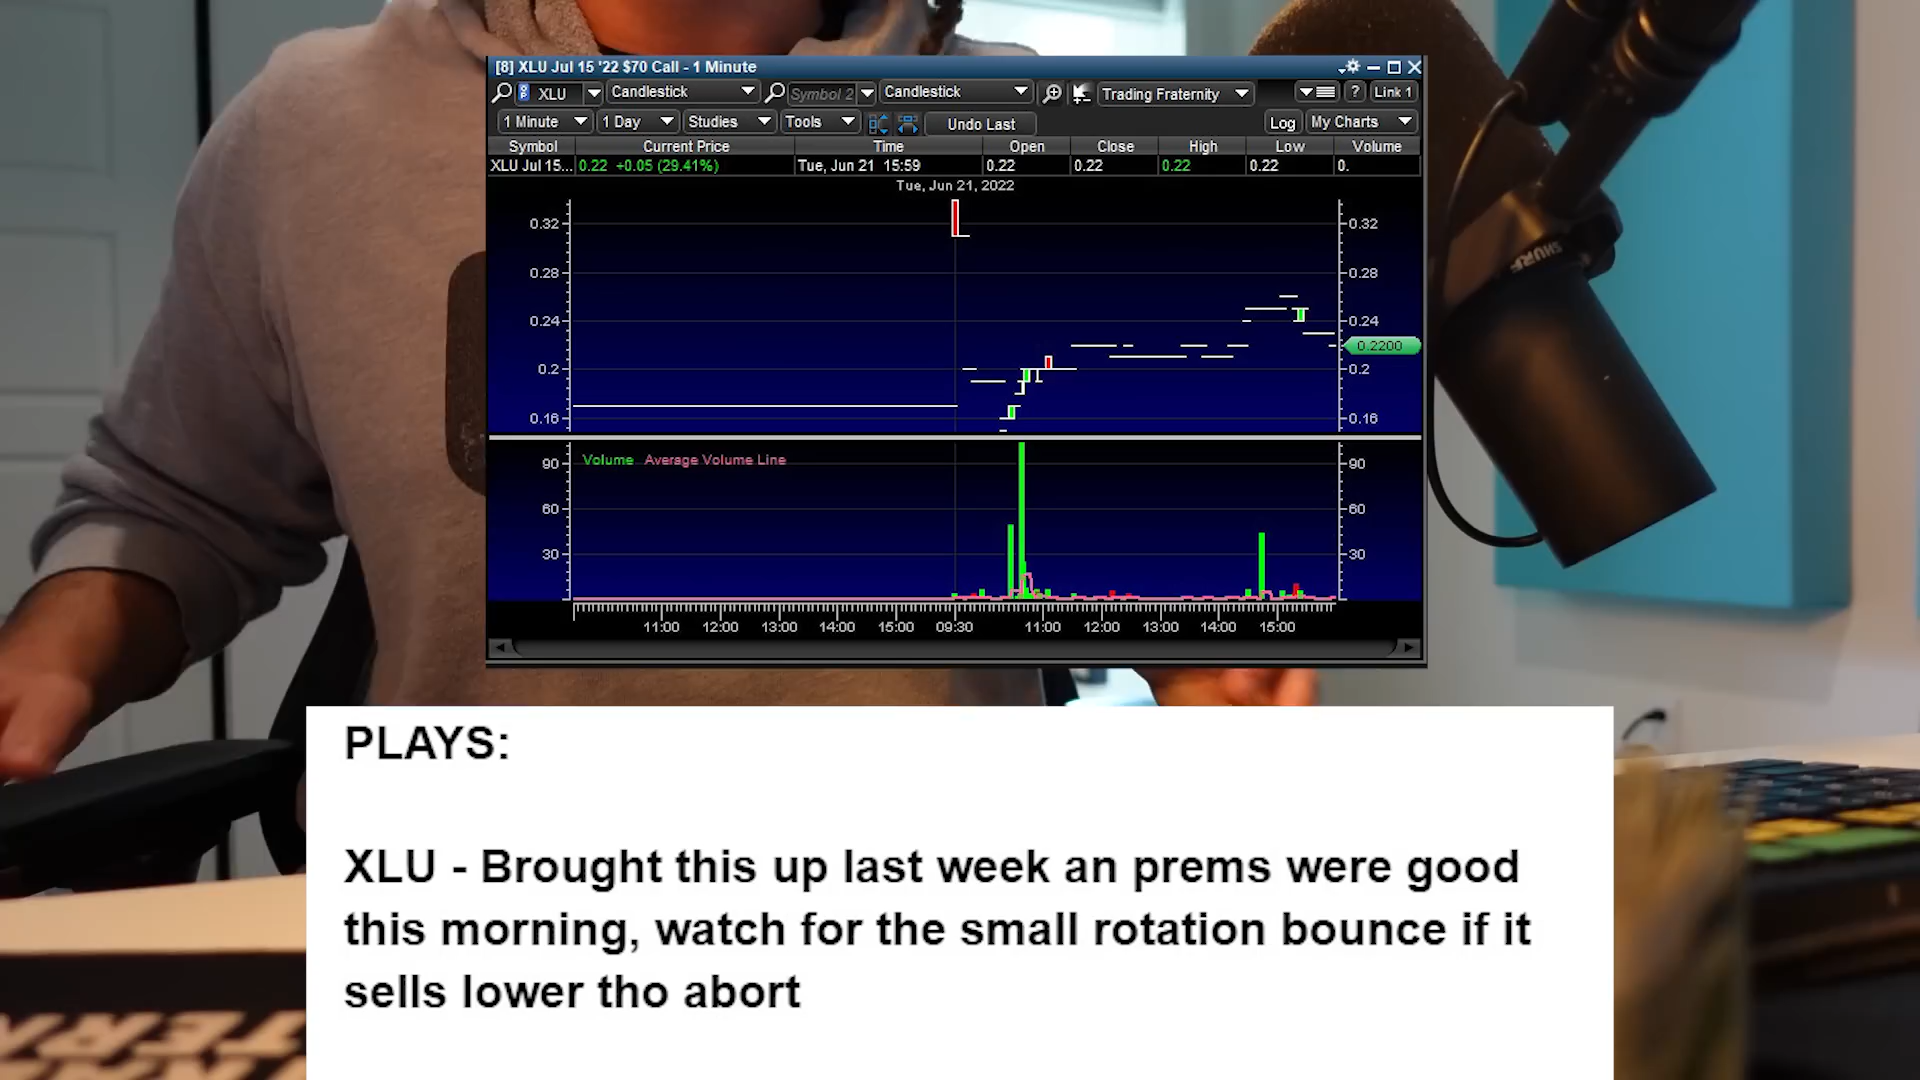 [8] XLU Jul 15 '22 $70 Call - 1 Minute
XLU Candlestick Symbol 2 Candlestick Trading Fraternity ? Link 1
1 Minute 1 Day Studies Tools Undo Last Log My Charts
Symbol Current Price Time Open Close High Low Volume
XLU Jul 15... 0.22 +0.05 (29.41%) Tue, Jun 21 15:59 0.22 0.22 0.22 0.22 0.
Tue, Jun 21, 2022
0.32 0.32
0.28 0.28
0.24 0.24
0.2200
0.2 0.2
0.16 0.16
Volume Average Volume Line
90 90
60 60
30 30
11:00 12:00 13:00 14:00 15:00 09:30 11:00 12:00 13:00 14:00 15:00
SHURE
PLAYS:
XLU - Brought this up last week an prems were good
this morning, watch for the small rotation bounce if it
sells lower tho abort